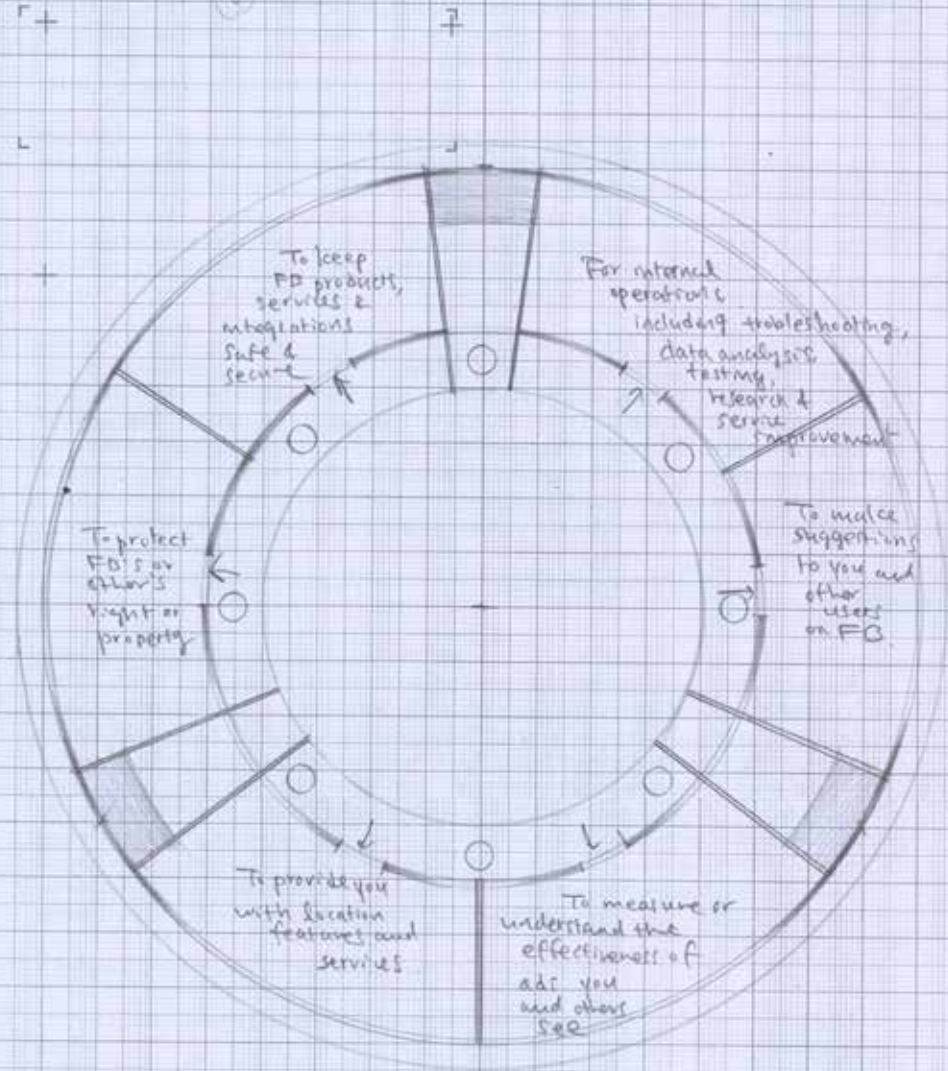 To keep
FB products,
services &
integrations
safe &
secure
For internal
operations
including trobleshooting,
data analysis
testing,
research &
service
improvement
To make
suggestions
to you and
other
users
on FB
To measure or
understand the
effectiveness of
ads you
and others
see
To provide you
with location
features and
services
To protect
FB's or
other's
right or
property